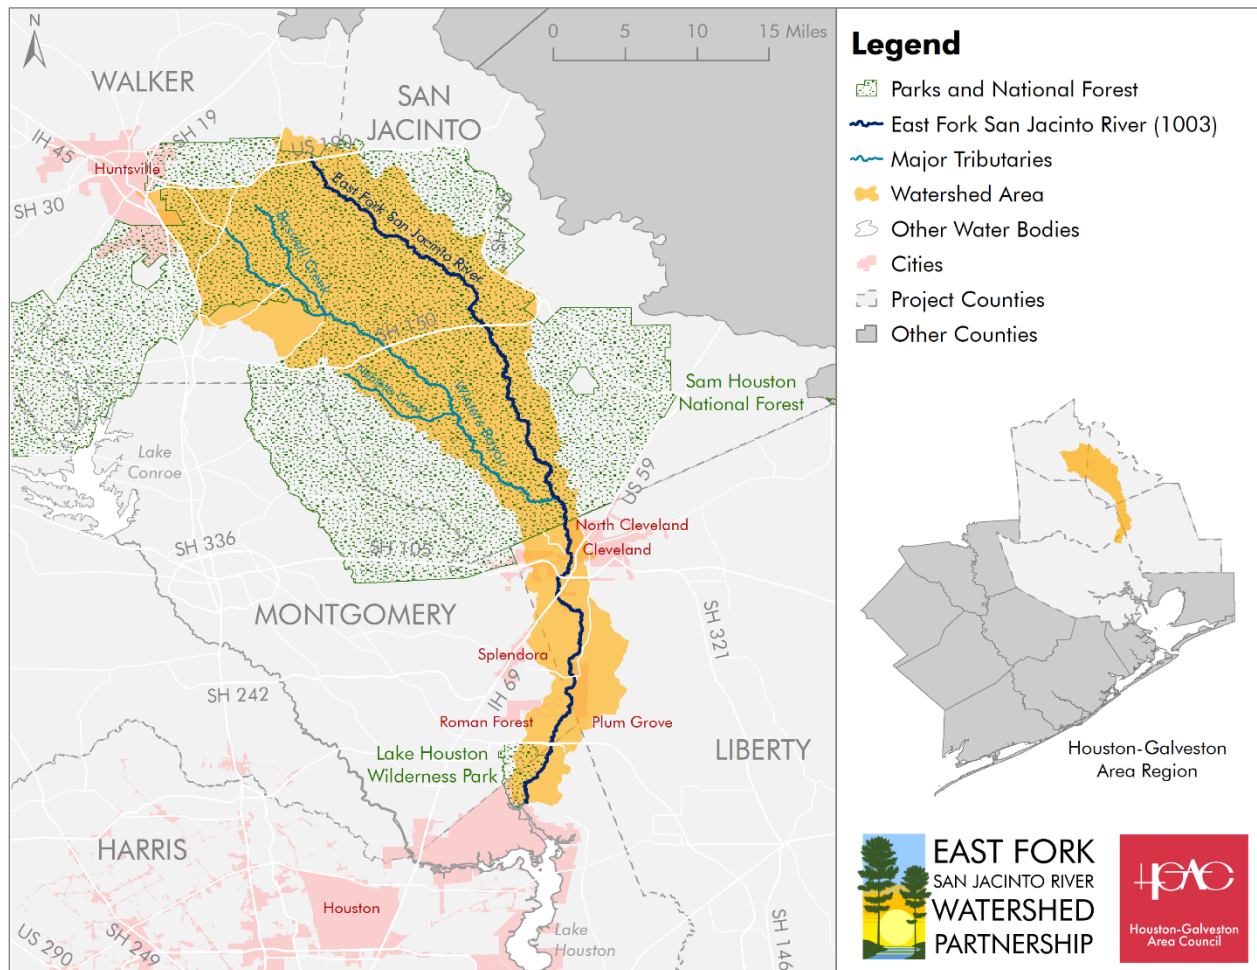 N
0 5 10 15 Miles
WALKER
SAN
JACINTO
IH 45
SH 19
US 190
Huntsville
SH 30
East Fork San Jacinto River
Boswell Creek
SH 150
Winters Bayou
Sam Houston
National Forest
Lake
Conroe
US 59
North Cleveland
Cleveland
SH 336
SH 105
MONTGOMERY
SH 321
Splendora
SH 242
IH 69
Roman Forest
Plum Grove
Lake Houston
Wilderness Park
LIBERTY
HARRIS
Houston
US 290
SH 249
Lake
Houston
SH 146
Legend
Parks and National Forest
East Fork San Jacinto River (1003)
Major Tributaries
Watershed Area
Other Water Bodies
Cities
Project Counties
Other Counties
Houston-Galveston
Area Region
EAST FORK
SAN JACINTO RIVER
WATERSHED
PARTNERSHIP
Houston-Galveston
Area Council